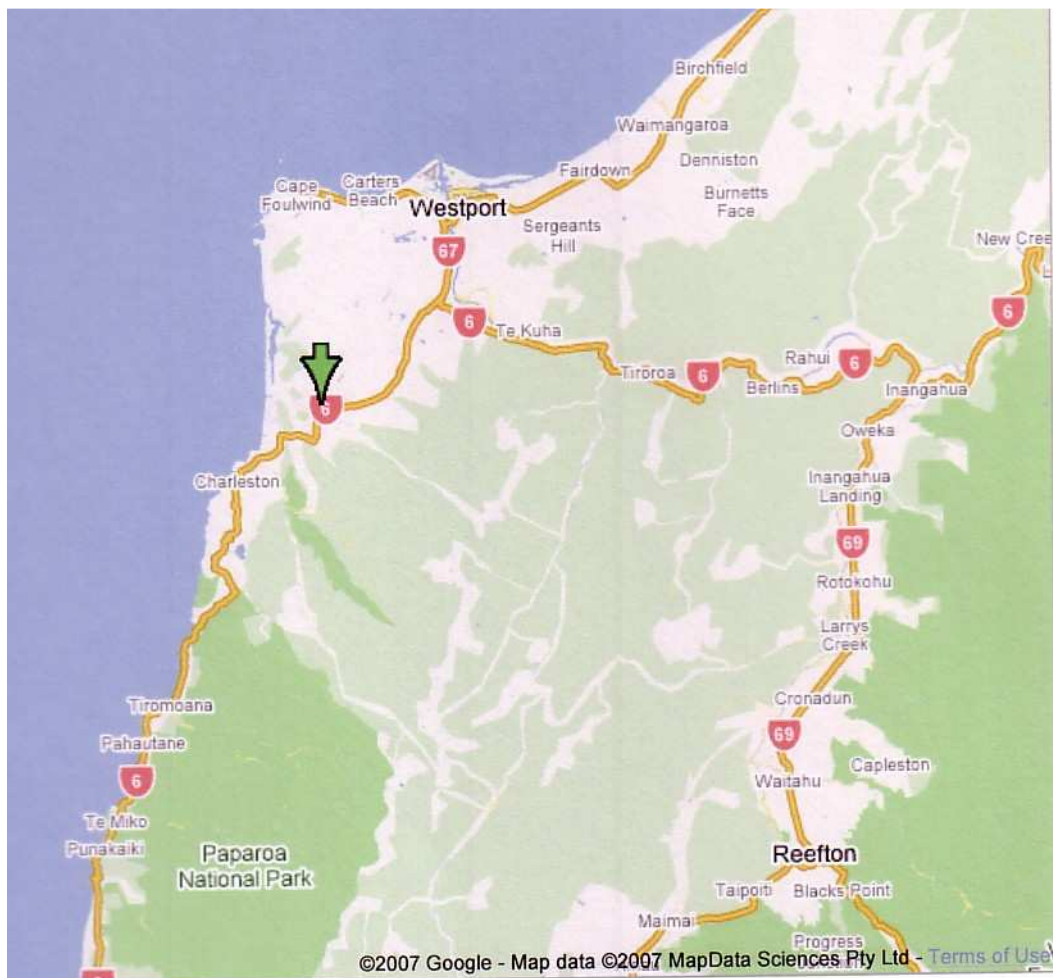 Birchfield
Waimangaroa
Denniston
Fairdown
Burnetts
Face
Cape
Foulwind
Carters
Beach
Westport
Sergeants
Hill
67
New Cree
6
6
Te Kuha
Tiroroa
6
Rahui
6
Berlins
Inangahua
6
Oweka
Charleston
Inangahua
Landing
69
Rotokohu
Larrys
Creek
Cronadun
Tiromoana
69
Pahautane
Capleston
6
Waitahu
Te Miko
Punakaiki
Paparoa
National Park
Reefton
Taipoiti
Blacks Point
Maimai
Progress
©2007 Google - Map data ©2007 MapData Sciences Pty Ltd - Terms of Use